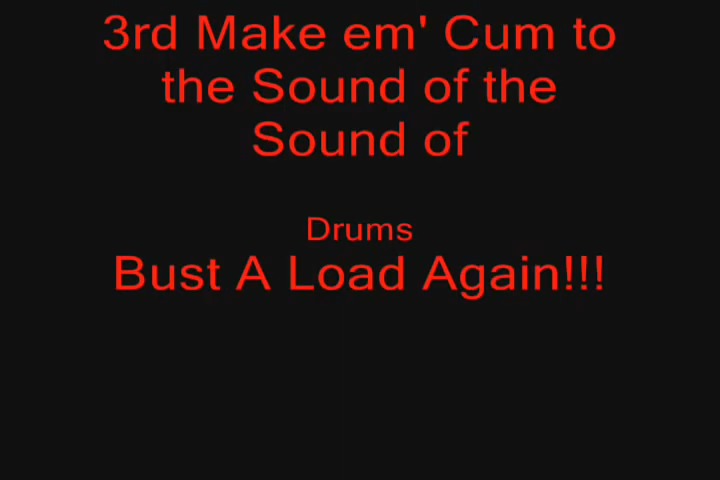 3rd Make em' Cum to
the Sound of the
Sound of
Drums
Bust A Load Again!!!